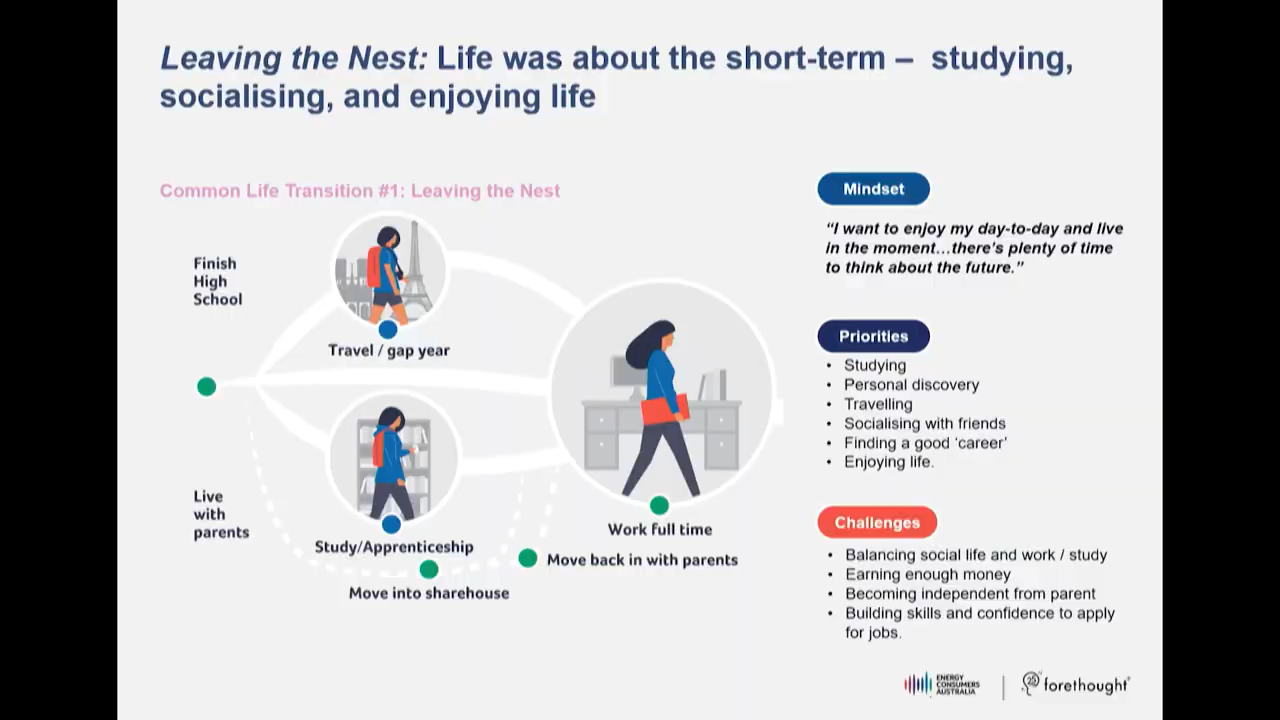 Leaving the Nest: Life was about the short-term – studying,
socialising, and enjoying life
Common Life Transition #1: Leaving the Nest
Finish
High
School
Travel / gap year
Live
with
parents
Study/Apprenticeship
Move into sharehouse
Work full time
Move back in with parents
Mindset
“I want to enjoy my day-to-day and live
in the moment…there’s plenty of time
to think about the future.”
Priorities
• Studying
• Personal discovery
• Travelling
• Socialising with friends
• Finding a good ‘career’
• Enjoying life.
Challenges
• Balancing social life and work / study
• Earning enough money
• Becoming independent from parent
• Building skills and confidence to apply
for jobs.
ENERGY
CONSUMERS
AUSTRALIA
25
forethought